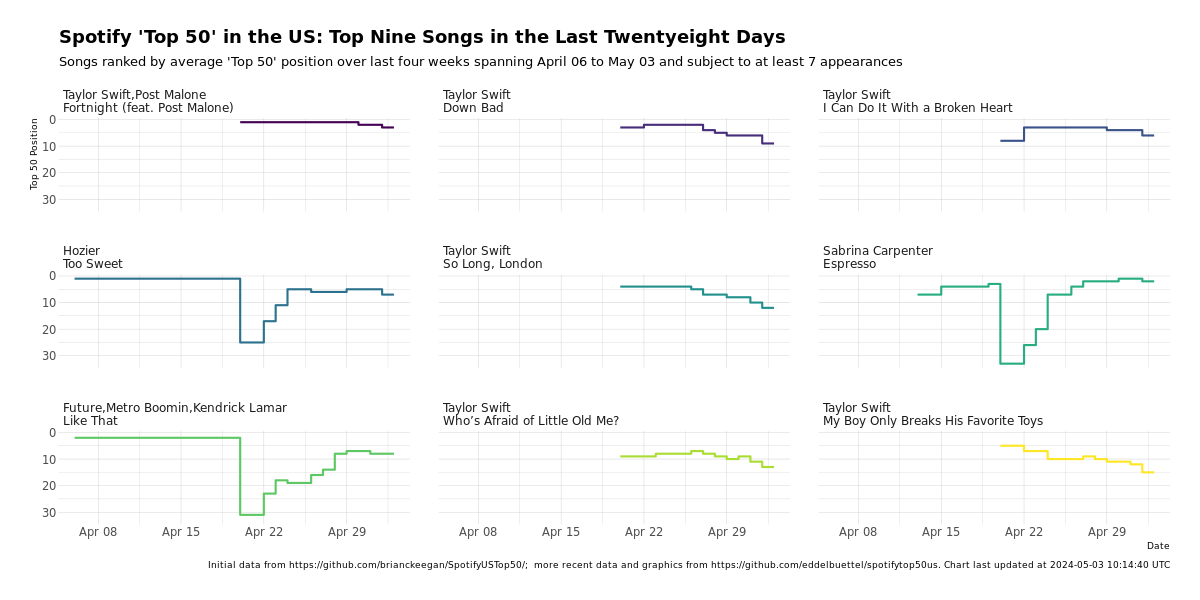 Spotify 'Top 50' in the US: Top Nine Songs in the Last Twentyeight Days
Songs ranked by average 'Top 50' position over last four weeks spanning April 06 to May 03 and subject to at least 7 appearances
Taylor Swift,Post Malone
Fortnight (feat. Post Malone)
Taylor Swift
Down Bad
Taylor Swift
I Can Do It With a Broken Heart
Top 50 Position
0
10
20
30
Hozier
Too Sweet
Taylor Swift
So Long, London
Sabrina Carpenter
Espresso
0
10
20
30
Future,Metro Boomin,Kendrick Lamar
Like That
Taylor Swift
Who’s Afraid of Little Old Me?
Taylor Swift
My Boy Only Breaks His Favorite Toys
0
10
20
30
Apr 08 Apr 15 Apr 22 Apr 29
Apr 08 Apr 15 Apr 22 Apr 29
Apr 08 Apr 15 Apr 22 Apr 29
Date
Initial data from https://github.com/brianckeegan/SpotifyUSTop50/;  more recent data and graphics from https://github.com/eddelbuettel/spotifytop50us. Chart last updated at 2024-05-03 10:14:40 UTC